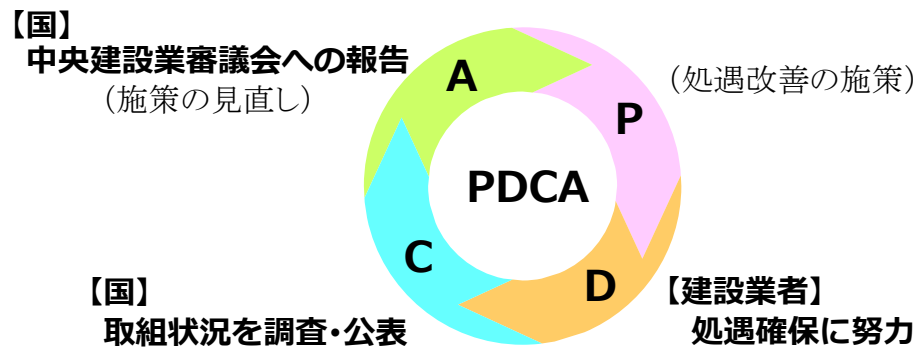 【国】
中央建設業審議会への報告
（施策の見直し）
A
P
（処遇改善の施策）
PDCA
C
D
【国】
取組状況を調査・公表
【建設業者】
処遇確保に努力